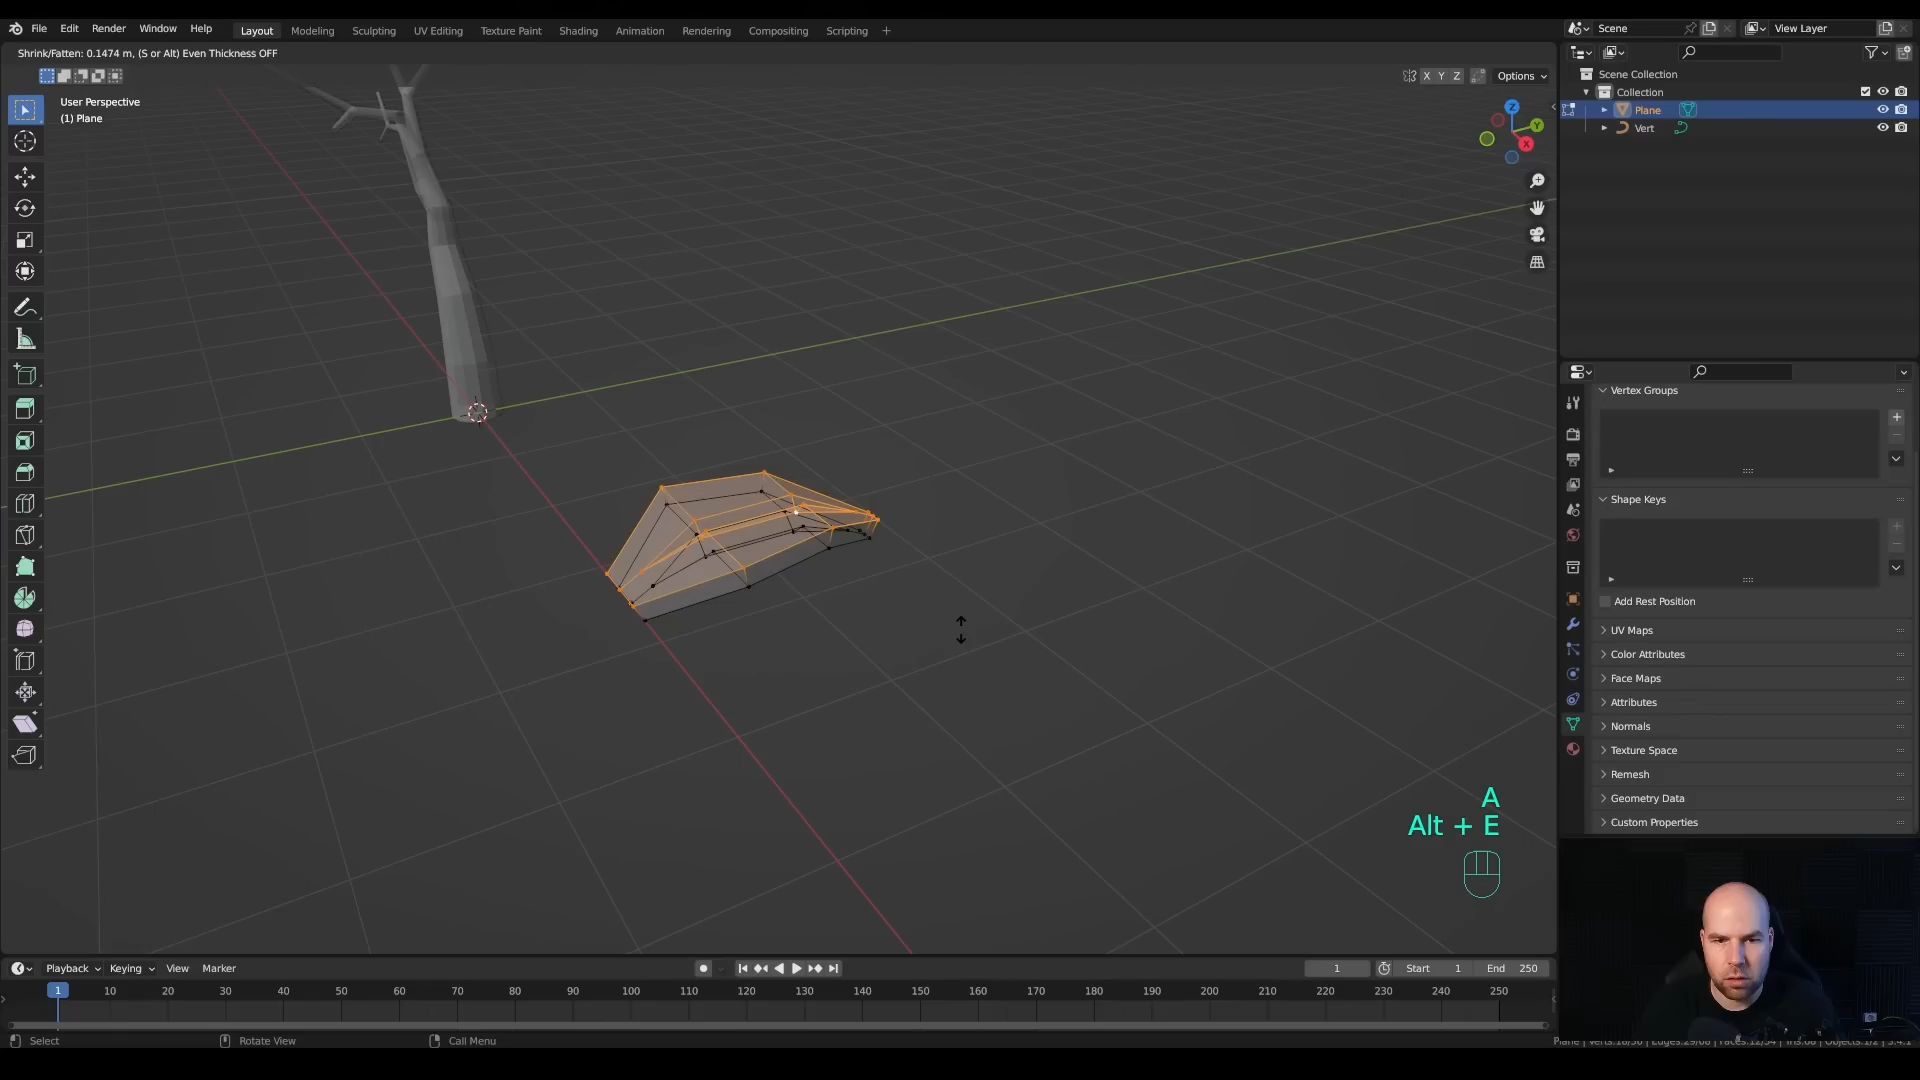 File Edit Render Window Help Layout Modeling Sculpting UV Editing Texture Paint Shading Animation Rendering Compositing Scripting + Scene View Layer
Shrink/Fatten: 0.1474 m, (S or Alt) Even Thickness OFF
X Y Z Options
User Perspective
(1) Plane
Z
Y
X
Scene Collection
Collection
Plane
Vert
Vertex Groups
Shape Keys
Add Rest Position
UV Maps
Color Attributes
Face Maps
Attributes
Normals
Texture Space
Remesh
Geometry Data
Custom Properties
A
Alt + E
Playback Keying View Marker 1 Start 1 End 250
1 10 20 30 40 50 60 70 80 90 100 110 120 130 140 150 160 170 180 190 200 210 220 230 240 250
Select Rotate View Call Menu